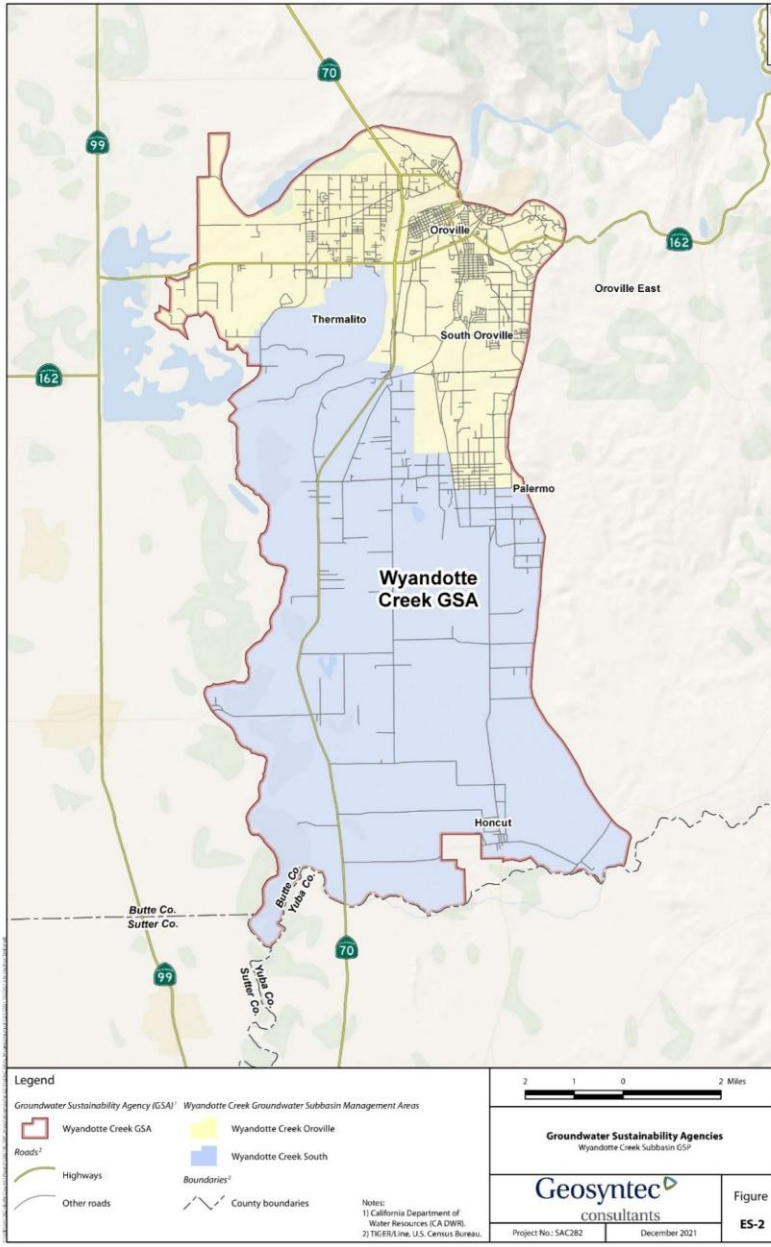 70
99
162
Oroville
Oroville East
Thermalito
South Oroville
162
Palermo
Wyandotte
Creek GSA
Honcut
Butte Co.
Yuba Co.
Butte Co.
Sutter Co.
70
99
Yuba Co.
Sutter Co.
Legend
Groundwater Sustainability Agency (GSA)¹
Wyandotte Creek GSA
Roads²
Highways
Other roads
Wyandotte Creek Groundwater Subbasin Management Areas
Wyandotte Creek Oroville
Wyandotte Creek South
Boundaries²
County boundaries
Notes:
1) California Department of
Water Resources (CA DWR).
2) TIGER/Line, U.S. Census Bureau.
2 1 0 2 Miles
Groundwater Sustainability Agencies
Wyandotte Creek Subbasin GSP
Geosyntec
consultants
Project No.: SAC282
December 2021
Figure
ES-2